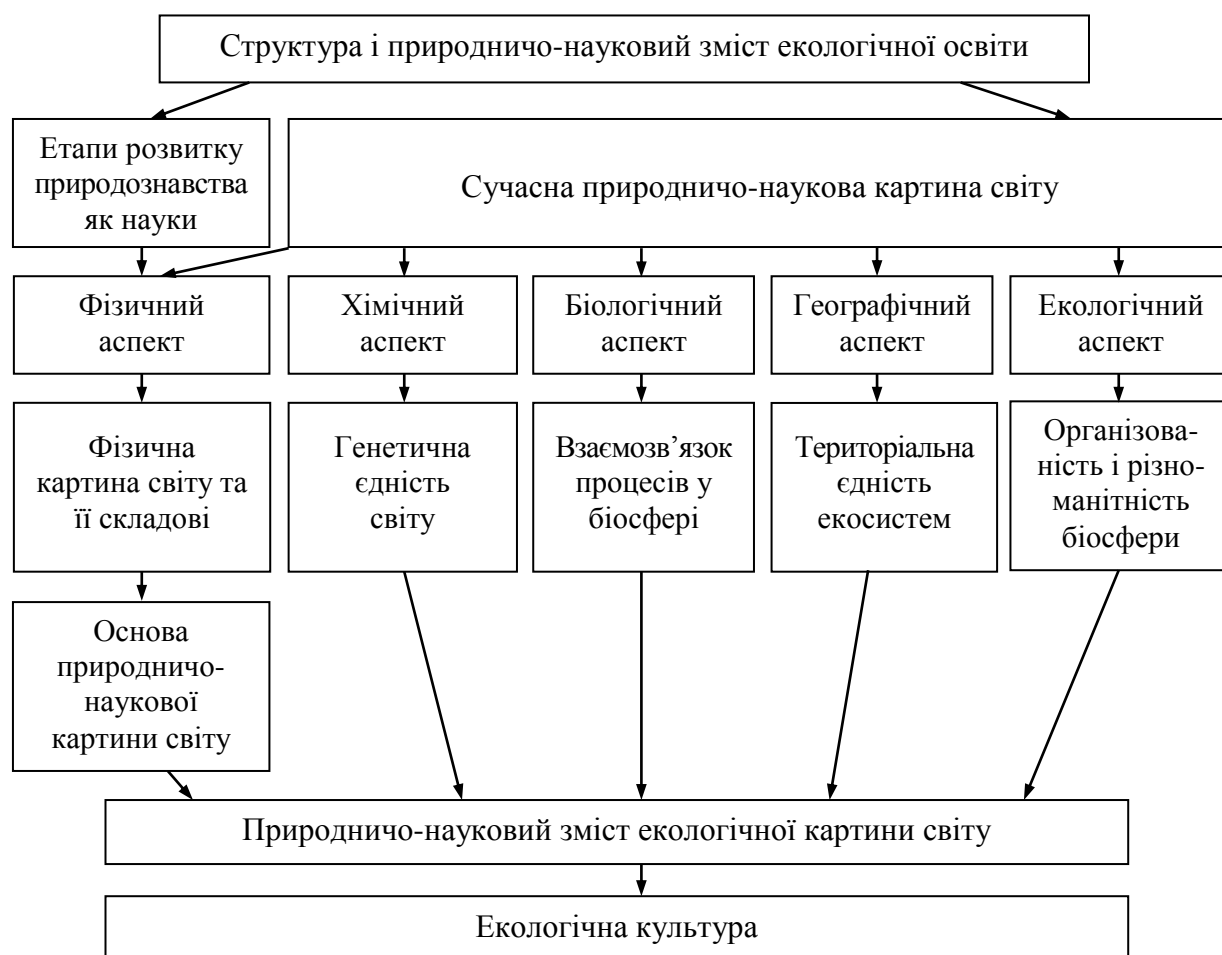 Структура і природничо-науковий зміст екологічної освіти
Етапи розвитку
природознавства
як науки
Сучасна природничо-наукова картина світу
Фізичний
аспект
Хімічний
аспект
Біологічний
аспект
Географічний
аспект
Екологічний
аспект
Фізична
картина світу та
її складові
Генетична
єдність
світу
Взаємозв’язок
процесів у
біосфері
Територіальна
єдність
екосистем
Організова-
ність і різно-
манітність
біосфери
Основа
природничо-
наукової
картини світу
Природничо-науковий зміст екологічної картини світу
Екологічна культура